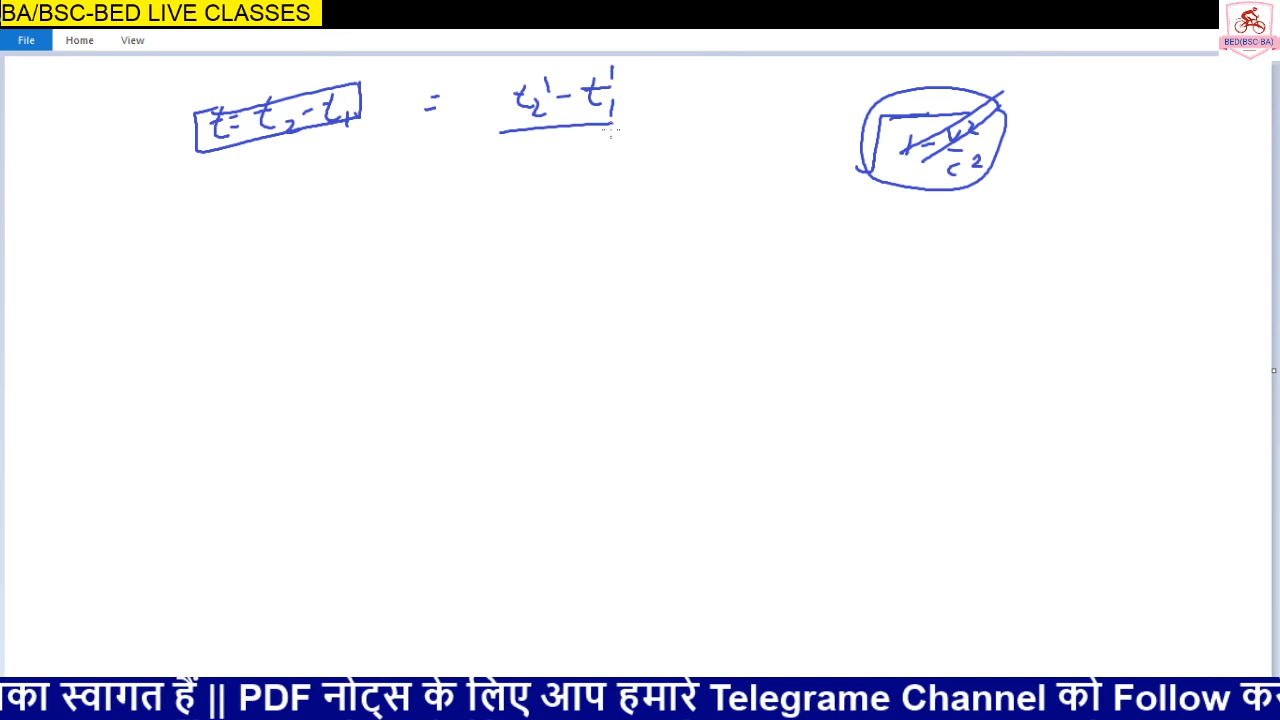 BA/BSC-BED LIVE CLASSES
File Home View
BED(BSC-BA)
t = t₂ - t₁ = t₂' - t₁'
√1 - v²/c²
का स्वागत हैं || PDF नोट्स के लिए आप हमारे Telegrame Channel को Follow कर